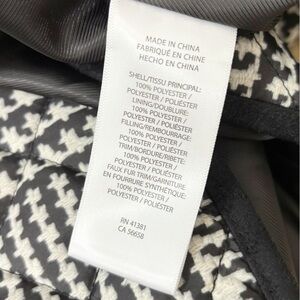 MADE IN CHINA
FABRIQUÉ EN CHINE
HECHO EN CHINA
SHELL/TISSU PRINCIPAL:
100% POLYESTER /
POLYESTER / POLIÉSTER
LINING/DOUBLURE:
100% POLYESTER /
POLYESTER / POLIÉSTER
FILLING/REMBOURRAGE:
100% POLYESTER /
POLYESTER / POLIÉSTER
TRIM/BORDURE/RIBETE:
100% POLYESTER /
POLYESTER / POLIÉSTER
FAUX FUR TRIM/GARNITURE
EN FOURRURE SYNTHÉTIQUE:
100% POLYESTER /
POLYESTER / POLIÉSTER
RN 41381
CA 56658